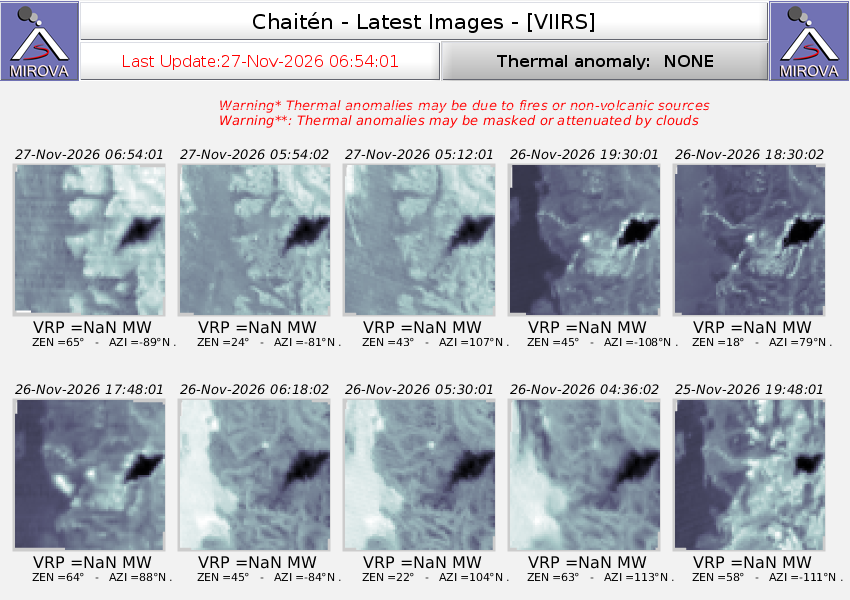 Chaitén - Latest Images - [VIIRS]
MIROVA
Last Update:27-Nov-2026 06:54:01
Thermal anomaly: NONE
MIROVA
Warning* Thermal anomalies may be due to fires or non-volcanic sources
Warning**: Thermal anomalies may be masked or attenuated by clouds
27-Nov-2026 06:54:01 27-Nov-2026 05:54:02 27-Nov-2026 05:12:01 26-Nov-2026 19:30:01 26-Nov-2026 18:30:02
VRP =NaN MW VRP =NaN MW VRP =NaN MW VRP =NaN MW VRP =NaN MW
ZEN =65° - AZI =-89°N . ZEN =24° - AZI =-81°N . ZEN =43° - AZI =107°N . ZEN =45° - AZI =-108°N . ZEN =18° - AZI =79°N .
26-Nov-2026 17:48:01 26-Nov-2026 06:18:02 26-Nov-2026 05:30:01 26-Nov-2026 04:36:02 25-Nov-2026 19:48:01
VRP =NaN MW VRP =NaN MW VRP =NaN MW VRP =NaN MW VRP =NaN MW
ZEN =64° - AZI =88°N . ZEN =45° - AZI =-84°N . ZEN =22° - AZI =104°N . ZEN =63° - AZI =113°N . ZEN =58° - AZI =-111°N .